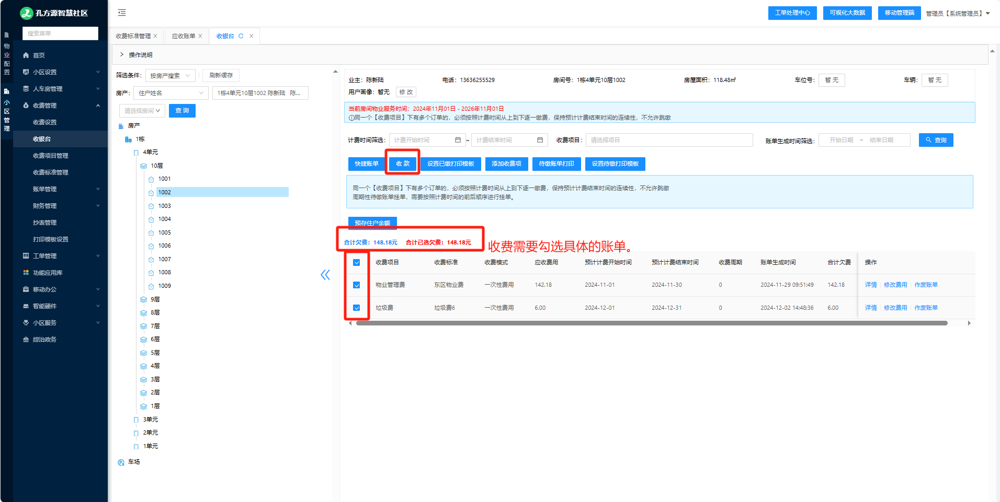 孔方源智慧社区
工单处理中心 可视化大数据 移动管理端 管理员【系统管理员】
搜索菜单
物业配置
小区管理
首页
小区设置
人车房管理
收费管理
收费设置
收银台
收费项目管理
收费标准管理
账单管理
财务管理
抄表管理
打印模板设置
工单管理
功能应用库
移动办公
智能硬件
小区服务
综治政务
收费标准管理 应收账单 收银台
操作说明
筛选条件: 按房产搜索 刷新缓存
房产: 住户姓名 1栋4单元10层1002 陈新陆 陈...
请选择房间 查询
房产
1栋
4单元
10层
1001
1002
1003
1004
1005
1006
1007
1008
1009
9层
8层
7层
6层
5层
4层
3层
2层
1层
3单元
2单元
1单元
车场
业主: 陈新陆 电话: 13636255529 房间号: 1栋4单元10层1002 房屋面积: 118.48㎡ 车位号: 暂无 车辆: 暂无
用户画像: 暂无 修改
当前房间物业服务时间: 2024年11月01日 - 2026年11月01日
同一个【收费项目】下有多个订单的，必须按照计费时间从上到下逐一缴费，保持预计计费结束时间的连续性，不允许跳缴
计费时间筛选: 计费开始时间 ~ 计费结束时间 收费项目: 请选择项目 账单生成时间筛选: 开始日期 ~ 结束日期 查询
快捷账单 收款 设置已缴打印模板 添加收费项 待缴账单打印 设置待缴打印模板
同一个【收费项目】下有多个订单的，必须按照计费时间从上到下逐一缴费，保持预计计费结束时间的连续性，不允许跳缴
周期性待缴账单挂单，需要按照计费时间的前后顺序进行挂单。
预存住户余额
合计欠费: 148.18元 合计已选欠费: 148.18元
收费需要勾选具体的账单。
收费项目 收费标准 收费模式 应收费用 预计计费开始时间 预计计费结束时间 收费周期 账单生成时间 合计欠费 操作
物业管理费 东区物业费 一次性费用 142.18 2024-11-01 2024-11-30 0 2024-11-29 09:51:49 142.18 详情 修改费用 作废账单
垃圾费 垃圾费6 一次性费用 6.00 2024-12-01 2024-12-31 0 2024-12-02 14:48:36 6.00 详情 修改费用 作废账单